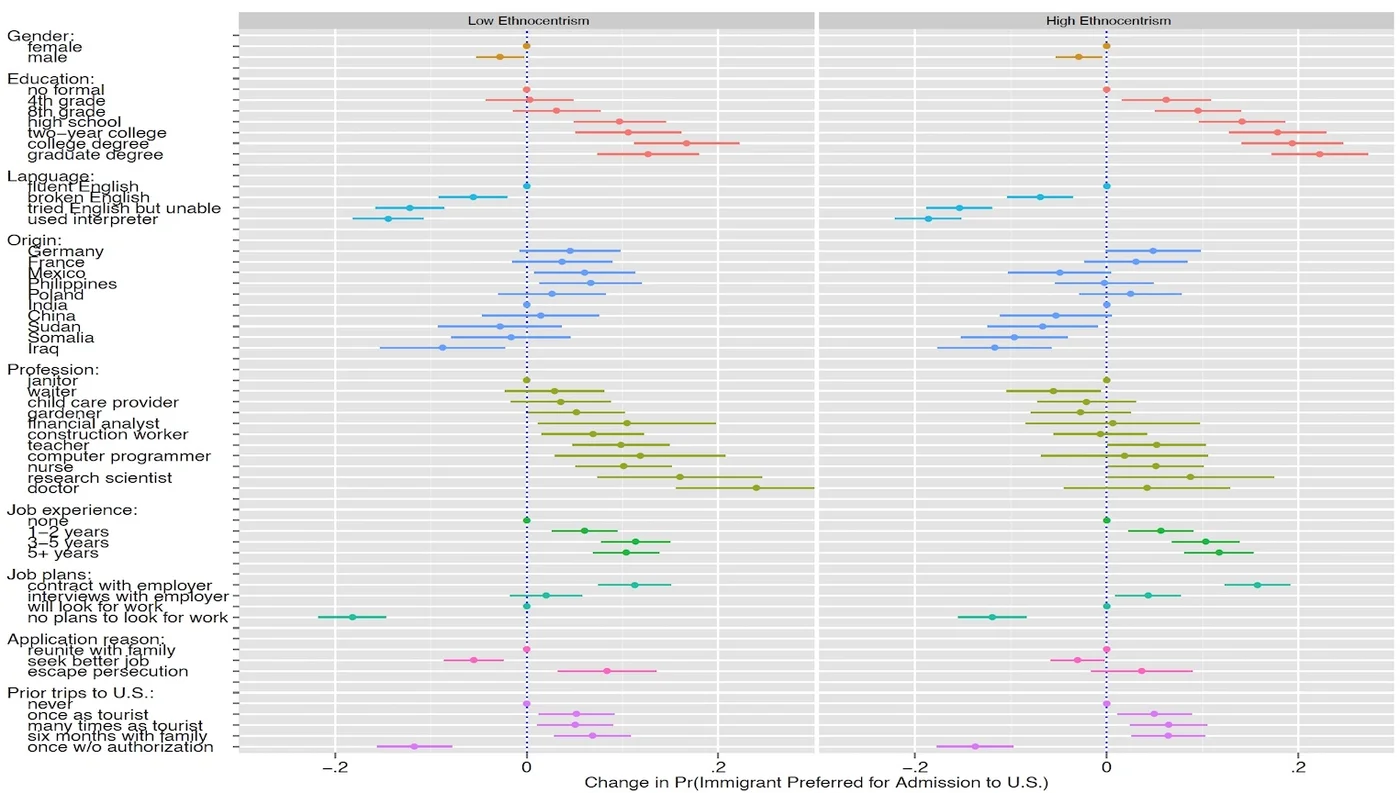 Low Ethnocentrism
High Ethnocentrism
Gender:
female
male
Education:
no formal
4th grade
8th grade
high school
two−year college
college degree
graduate degree
Language:
fluent English
broken English
tried English but unable
used interpreter
Origin:
Germany
France
Mexico
Philippines
Poland
India
China
Sudan
Somalia
Iraq
Profession:
janitor
waiter
child care provider
gardener
financial analyst
construction worker
teacher
computer programmer
nurse
research scientist
doctor
Job experience:
none
1−2 years
3−5 years
5+ years
Job plans:
contract with employer
interviews with employer
will look for work
no plans to look for work
Application reason:
reunite with family
seek better job
escape persecution
Prior trips to U.S.:
never
once as tourist
many times as tourist
six months with family
once w/o authorization
−.2 0 .2
−.2 0 .2
Change in Pr(Immigrant Preferred for Admission to U.S.)